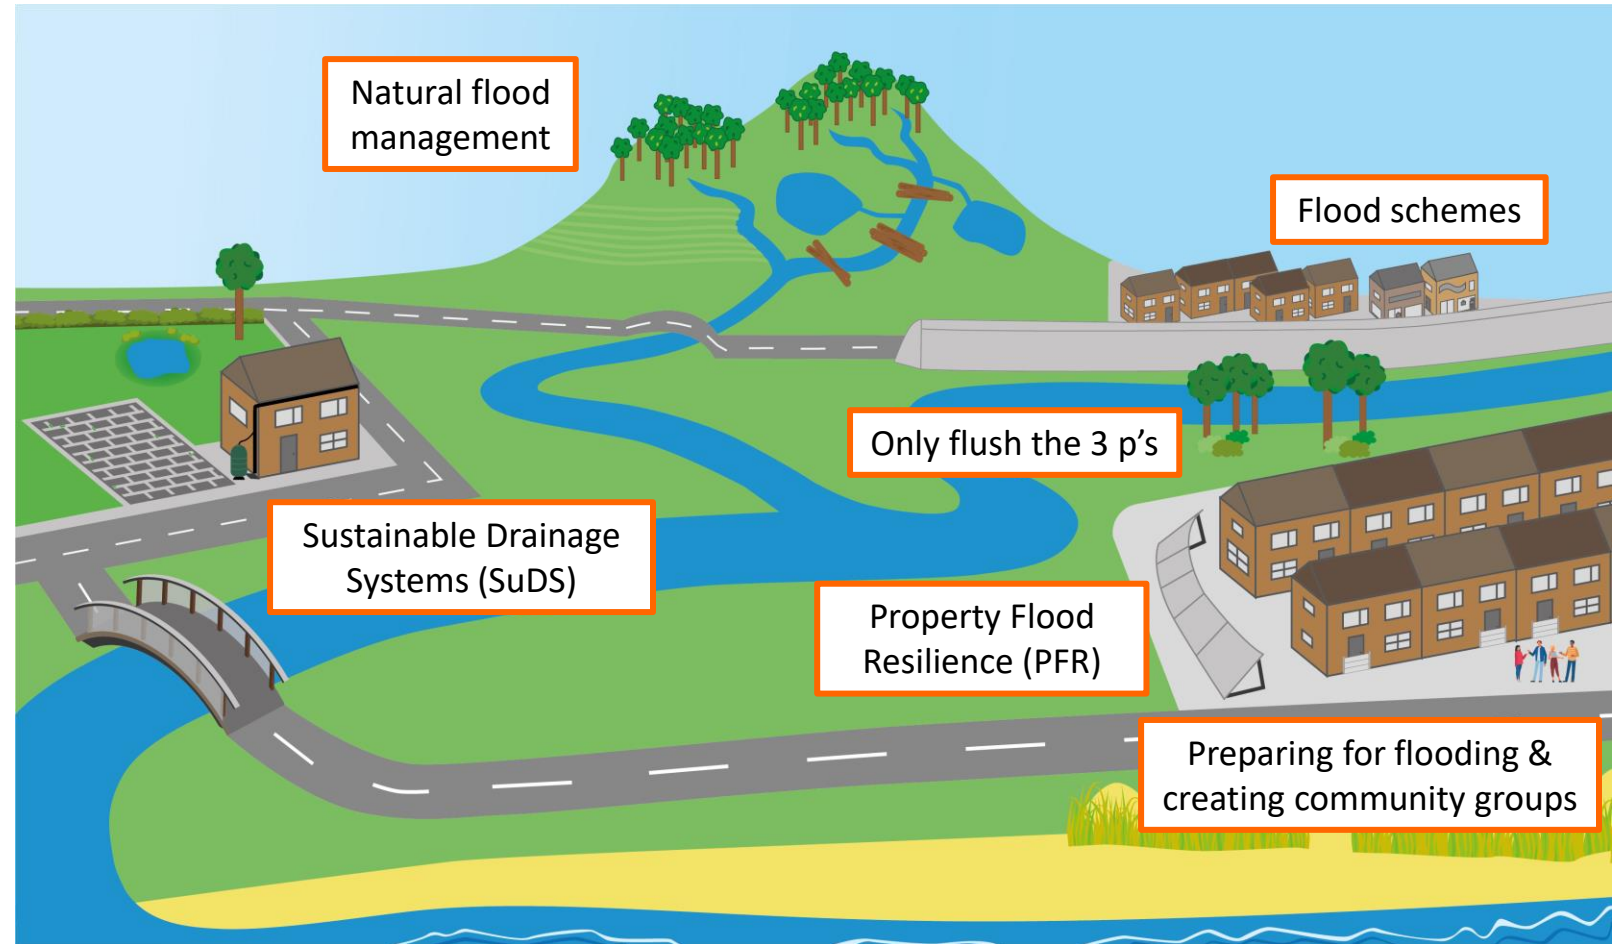 Natural flood
management
Flood schemes
Only flush the 3 p's
Sustainable Drainage
Systems (SuDS)
Property Flood
Resilience (PFR)
Preparing for flooding &
creating community groups